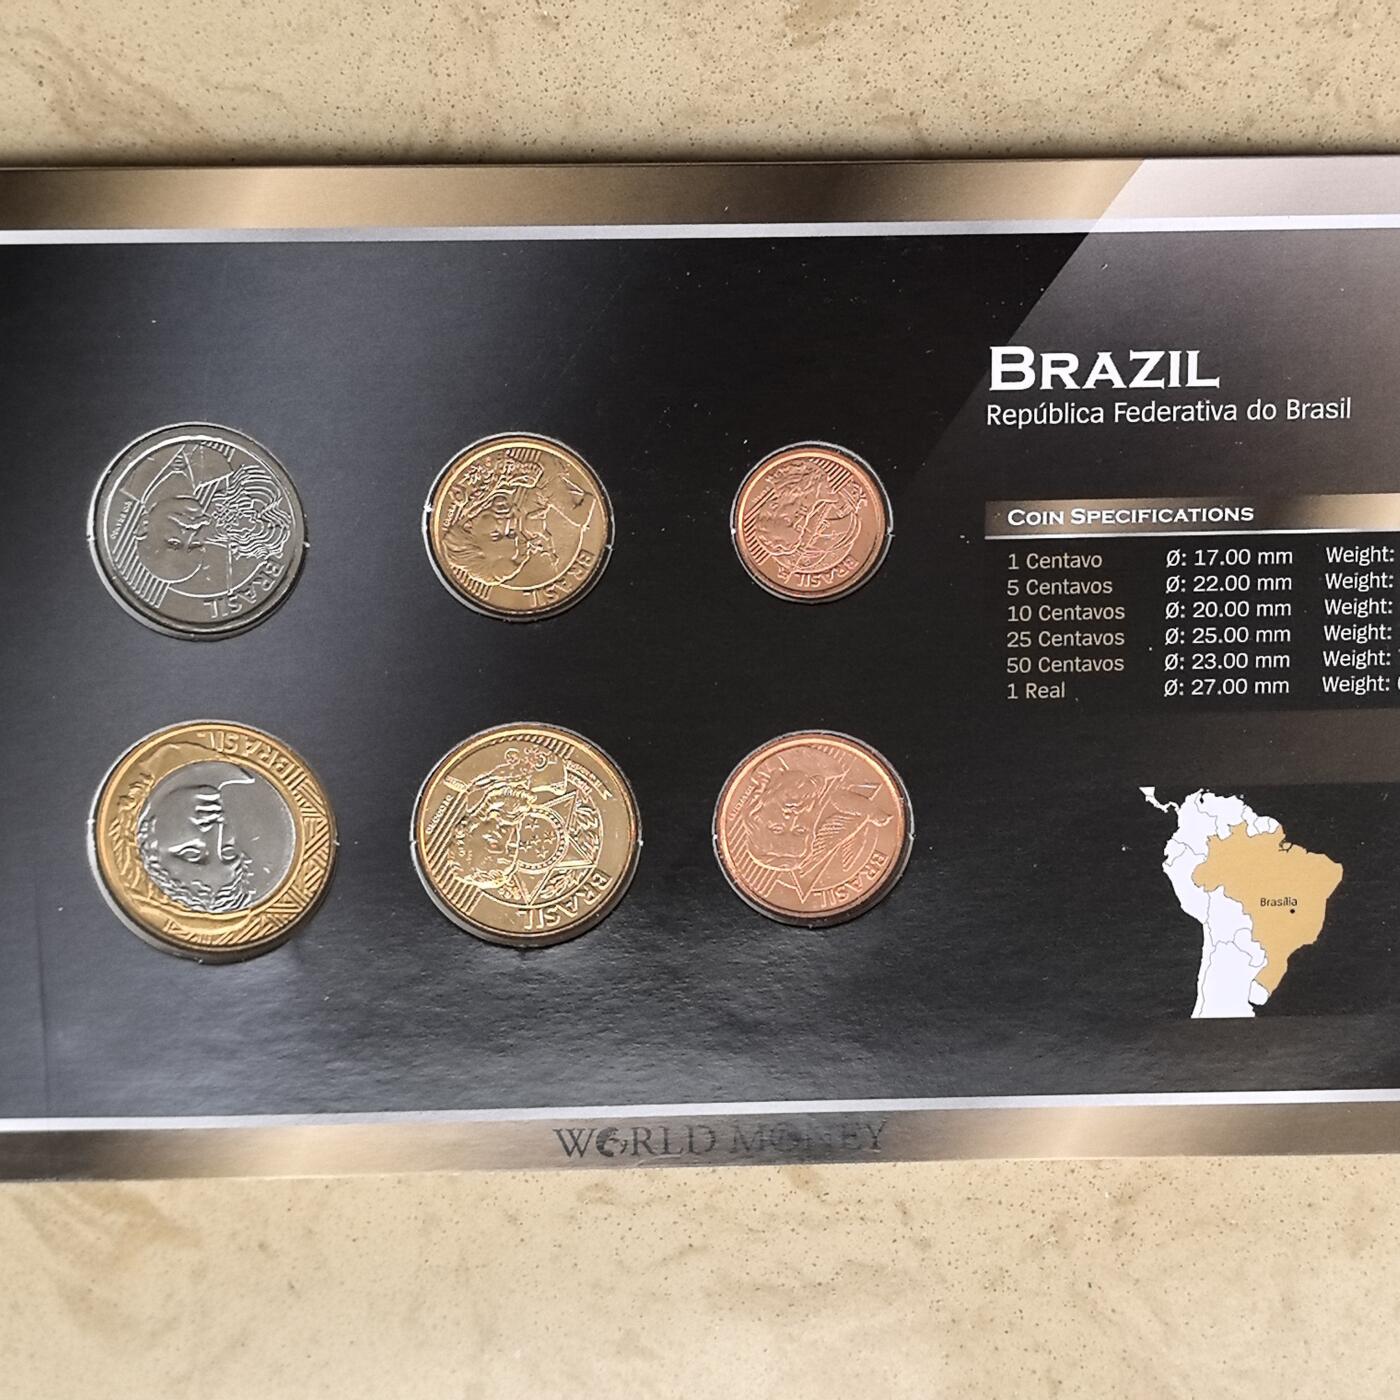 BRAZIL
República Federativa do Brasil
COIN SPECIFICATIONS
1 Centavo Ø: 17.00 mm Weight:
5 Centavos Ø: 22.00 mm Weight:
10 Centavos Ø: 20.00 mm Weight:
25 Centavos Ø: 25.00 mm Weight:
50 Centavos Ø: 23.00 mm Weight:
1 Real Ø: 27.00 mm Weight:
BRASIL
BRASIL
BRASIL
BRASIL
BRASIL
BRASIL
Brasília
WORLD MONEY